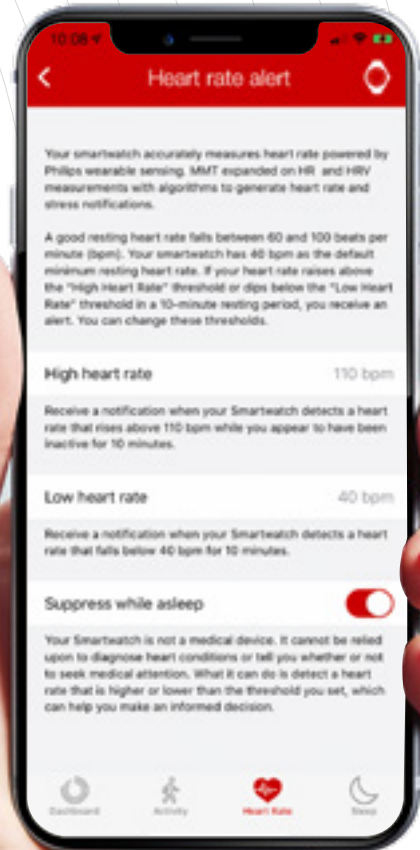 10:08
Heart rate alert
Your smartwatch accurately measures heart rate powered by
Philips wearable sensing. MMT expanded on HR and HRV
measurements with algorithms to generate heart rate and
stress notifications.
A good resting heart rate falls between 60 and 100 beats per
minute (bpm). Your smartwatch has 40 bpm as the default
minimum resting heart rate. If your heart rate raises above
the "High Heart Rate" threshold or dips below the "Low Heart
Rate" threshold in a 10-minute resting period, you receive an
alert. You can change these thresholds.
High heart rate 110 bpm
Receive a notification when your Smartwatch detects a heart
rate that rises above 110 bpm while you appear to have been
inactive for 10 minutes.
Low heart rate 40 bpm
Receive a notification when your Smartwatch detects a heart
rate that falls below 40 bpm for 10 minutes.
Suppress while asleep
Your Smartwatch is not a medical device. It cannot be relied
upon to diagnose heart conditions or tell you whether or not
to seek medical attention. What it can do is detect a heart
rate that is higher or lower than the threshold you set, which
can help you make an informed decision.
Dashboard Activity Heart Rate Sleep